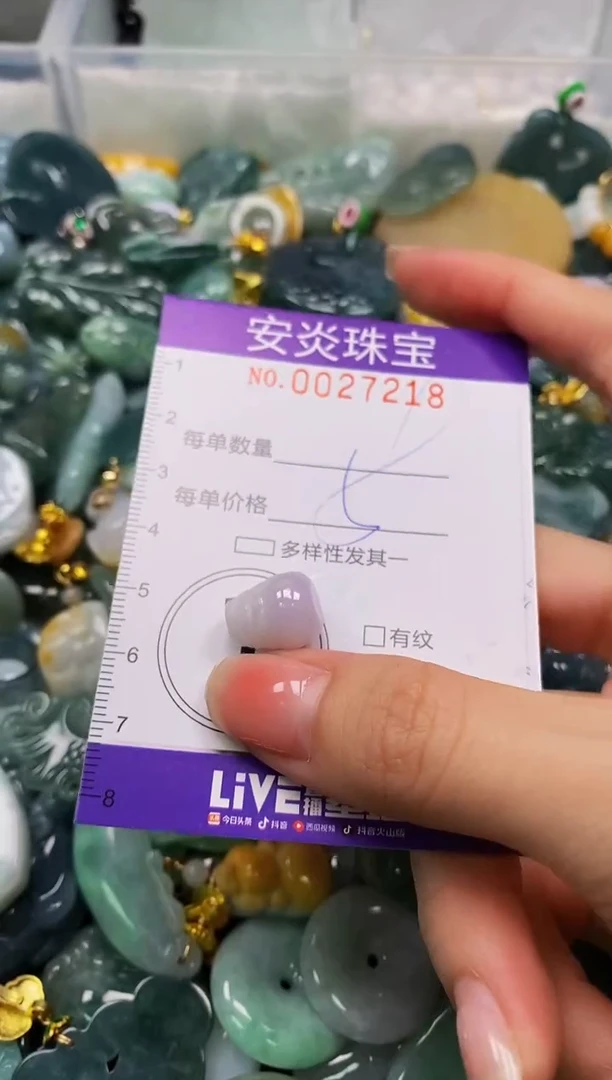 安炎珠宝
NO.0027218
1
2
每单数量
3
每单价格
4
多样性发其一
5
有纹
6
7
8
LiVE
播
今日头条 抖音 西瓜视频 抖音火山版